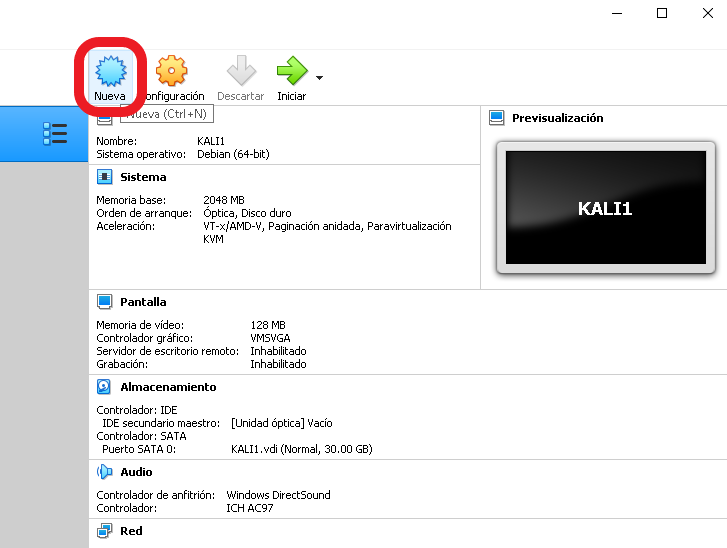 Nueva
Configuración
Descartar
Iniciar
Nueva (Ctrl+N)
Nombre: KALI1
Sistema operativo: Debian (64-bit)
Sistema
Memoria base: 2048 MB
Orden de arranque: Óptica, Disco duro
Aceleración: VT-x/AMD-V, Paginación anidada, Paravirtualización
KVM
Previsualización
KALI1
Pantalla
Memoria de vídeo: 128 MB
Controlador gráfico: VMSVGA
Servidor de escritorio remoto: Inhabilitado
Grabación: Inhabilitado
Almacenamiento
Controlador: IDE
IDE secundario maestro: [Unidad óptica] Vacío
Controlador: SATA
Puerto SATA 0: KALI1.vdi (Normal, 30.00 GB)
Audio
Controlador de anfitrión: Windows DirectSound
Controlador: ICH AC97
Red